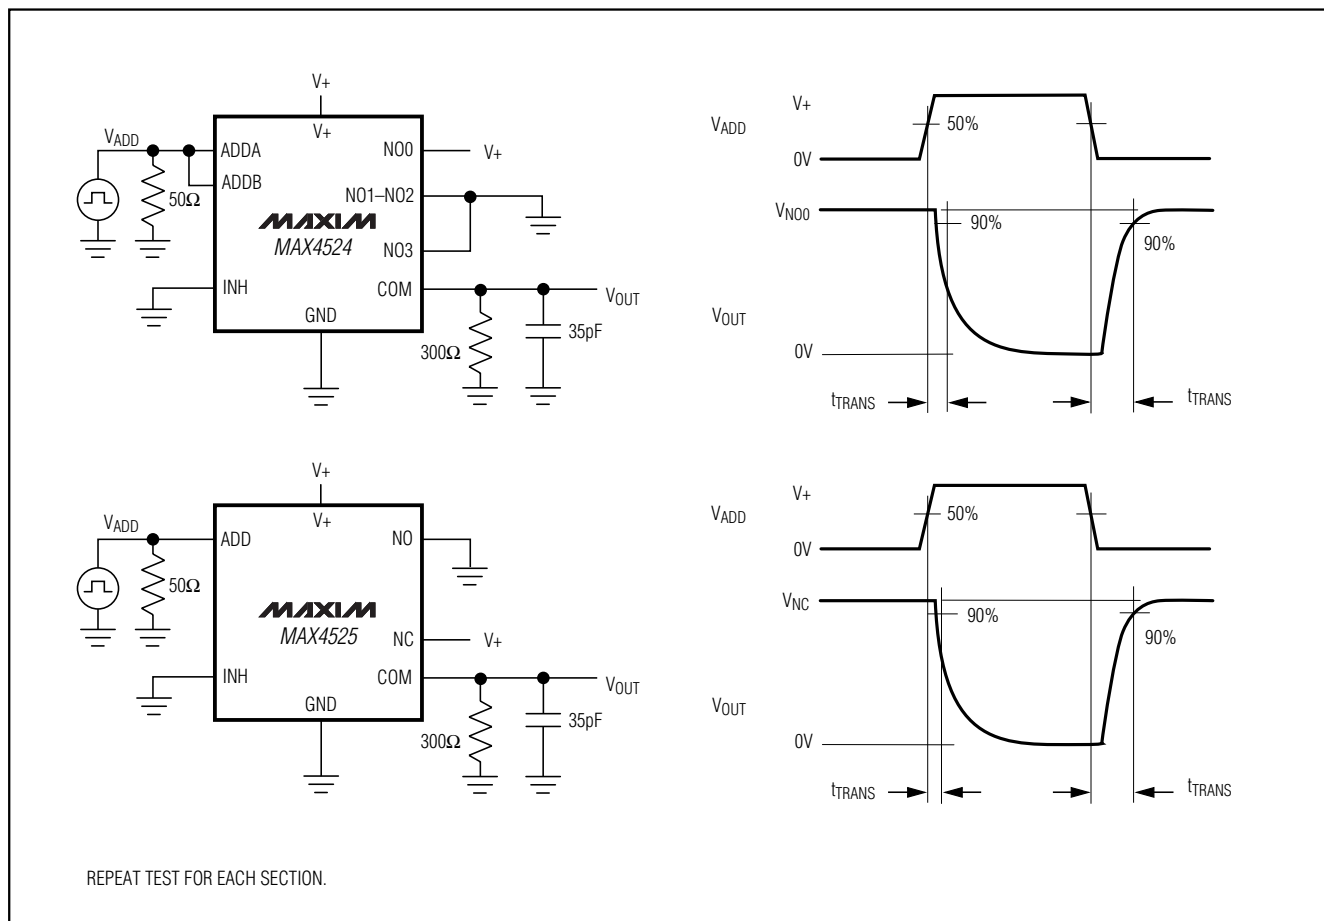 V+
V+
VADD
ADDA
ADDB
50Ω
NO0
V+
NO1–NO2
MAXIM
MAX4524
NO3
INH
COM
VOUT
GND
300Ω
35pF
V+
VADD
50%
0V
VNO0
90%
90%
VOUT
0V
tTRANS
tTRANS
V+
V+
VADD
ADD
50Ω
NO
MAXIM
MAX4525
NC
V+
INH
COM
VOUT
GND
300Ω
35pF
V+
VADD
50%
0V
VNC
90%
90%
VOUT
0V
tTRANS
tTRANS
REPEAT TEST FOR EACH SECTION.